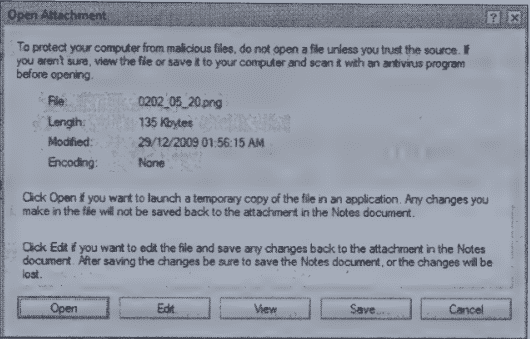 Open Attachment
To protect your computer from malicious files, do not open a file unless you trust the source. If
you aren't sure, view the file or save it to your computer and scan it with an antivirus program
before opening.
File: 0202_05_20.png
Length: 135 Kbytes
Modified: 29/12/2009 01:56:15 AM
Encoding: None
Click Open if you want to launch a temporary copy of the file in an application. Any changes you
make in the file will not be saved back to the attachment in the Notes document.
Click Edit if you want to edit the file and save any changes back to the attachment in the Notes
document. After saving the changes be sure to save the Notes document, or the changes will be
lost.
Open Edit View Save... Cancel